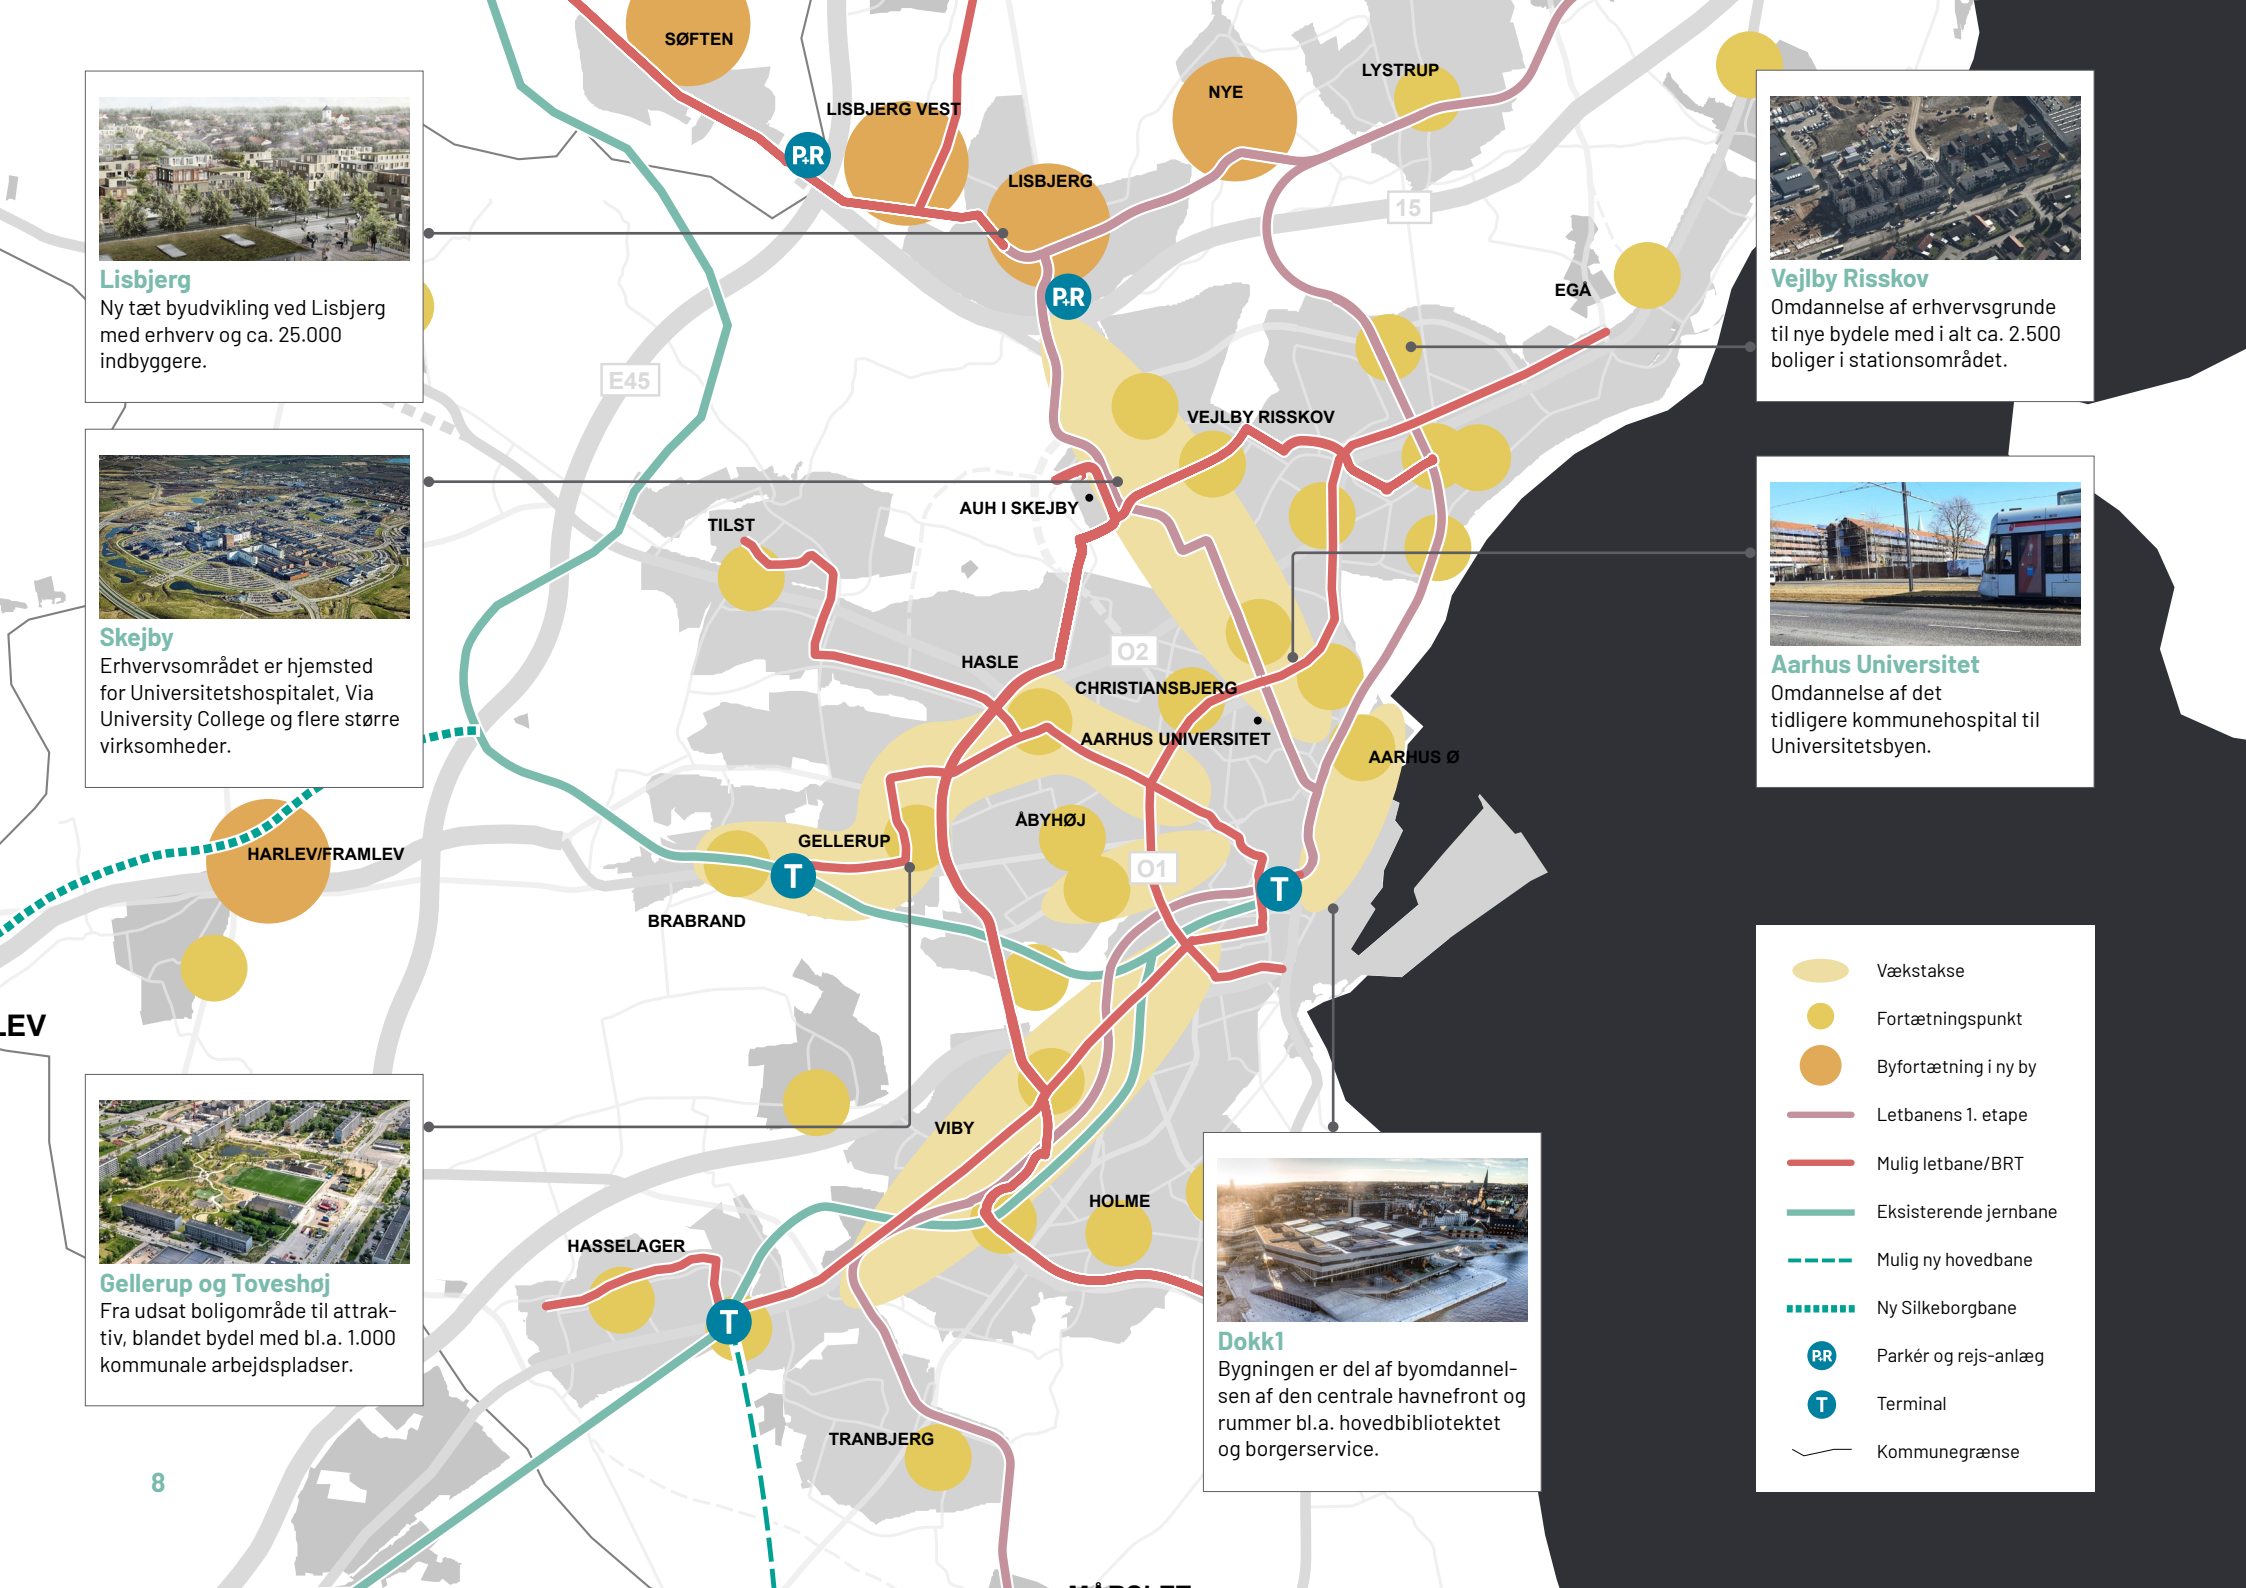 SØFTEN
LYSTRUP
NYE
LISBJERG VEST
P+R
LISBJERG
15
P+R
EGÅ
E45
VEJLBY RISSKOV
AUH I SKEJBY
TILST
O2
HASLE
CHRISTIANSBJERG
AARHUS UNIVERSITET
AARHUS Ø
ÅBYHØJ
GELLERUP
HARLEV/FRAMLEV
O1
T
T
BRABRAND
LEV
VIBY
HOLME
HASSELAGER
T
TRANBJERG
Lisbjerg
Ny tæt byudvikling ved Lisbjerg
med erhverv og ca. 25.000
indbyggere.
Skejby
Erhvervsområdet er hjemsted
for Universitetshospitalet, Via
University College og flere større
virksomheder.
Gellerup og Toveshøj
Fra udsat boligområde til attrak-
tiv, blandet bydel med bl.a. 1.000
kommunale arbejdspladser.
Vejlby Risskov
Omdannelse af erhvervsgrunde
til nye bydele med i alt ca. 2.500
boliger i stationsområdet.
Aarhus Universitet
Omdannelse af det
tidligere kommunehospital til
Universitetsbyen.
Dokk1
Bygningen er del af byomdannel-
sen af den centrale havnefront og
rummer bl.a. hovedbibliotektet
og borgerservice.
Vækstakse
Fortætningspunkt
Byfortætning i ny by
Letbanens 1. etape
Mulig letbane/BRT
Eksisterende jernbane
Mulig ny hovedbane
Ny Silkeborgbane
P+R Parkér og rejs-anlæg
T Terminal
Kommunegrænse
8